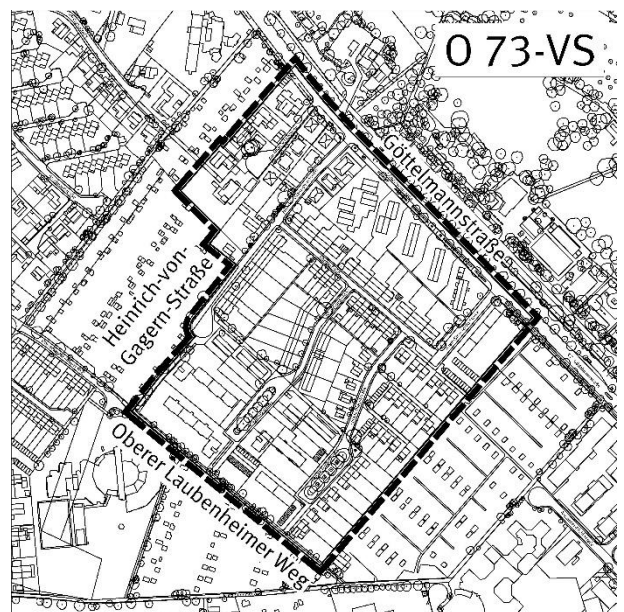 O 73-VS
Göttelmannstraße
Heinrich-von-
Gagern-Straße
Oberer Laubenheimer Weg